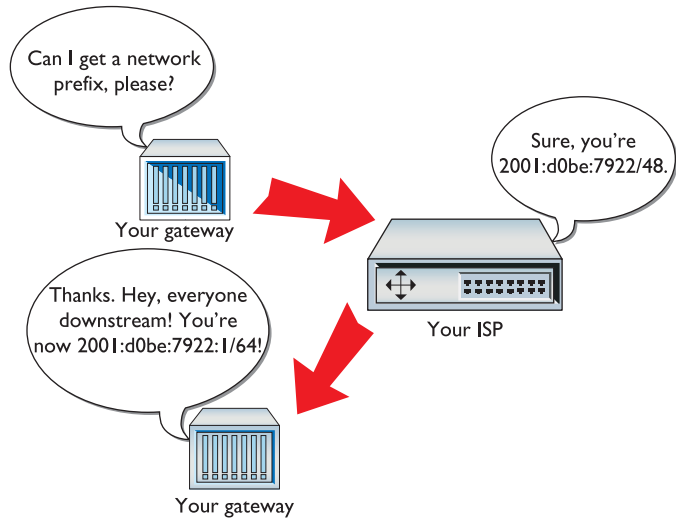 Can I get a network
prefix, please?
Your gateway
Sure, you're
2001:d0be:7922/48.
Your ISP
Thanks. Hey, everyone
downstream! You're
now 2001:d0be:7922:1/64!
Your gateway